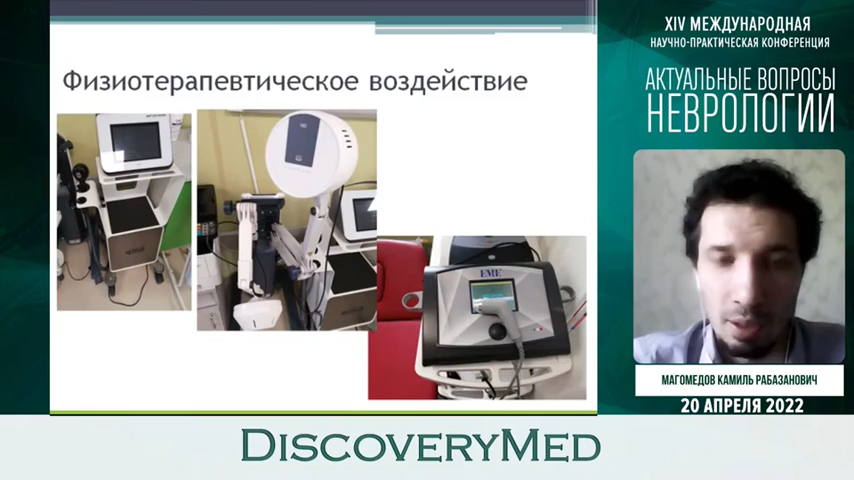 Физиотерапевтическое воздействие
EME
XIV МЕЖДУНАРОДНАЯ
НАУЧНО-ПРАКТИЧЕСКАЯ КОНФЕРЕНЦИЯ
АКТУАЛЬНЫЕ ВОПРОСЫ
НЕВРОЛОГИИ
МАГОМЕДОВ КАМИЛЬ РАБАЗАНОВИЧ
20 АПРЕЛЯ 2022
DISCOVERYMED